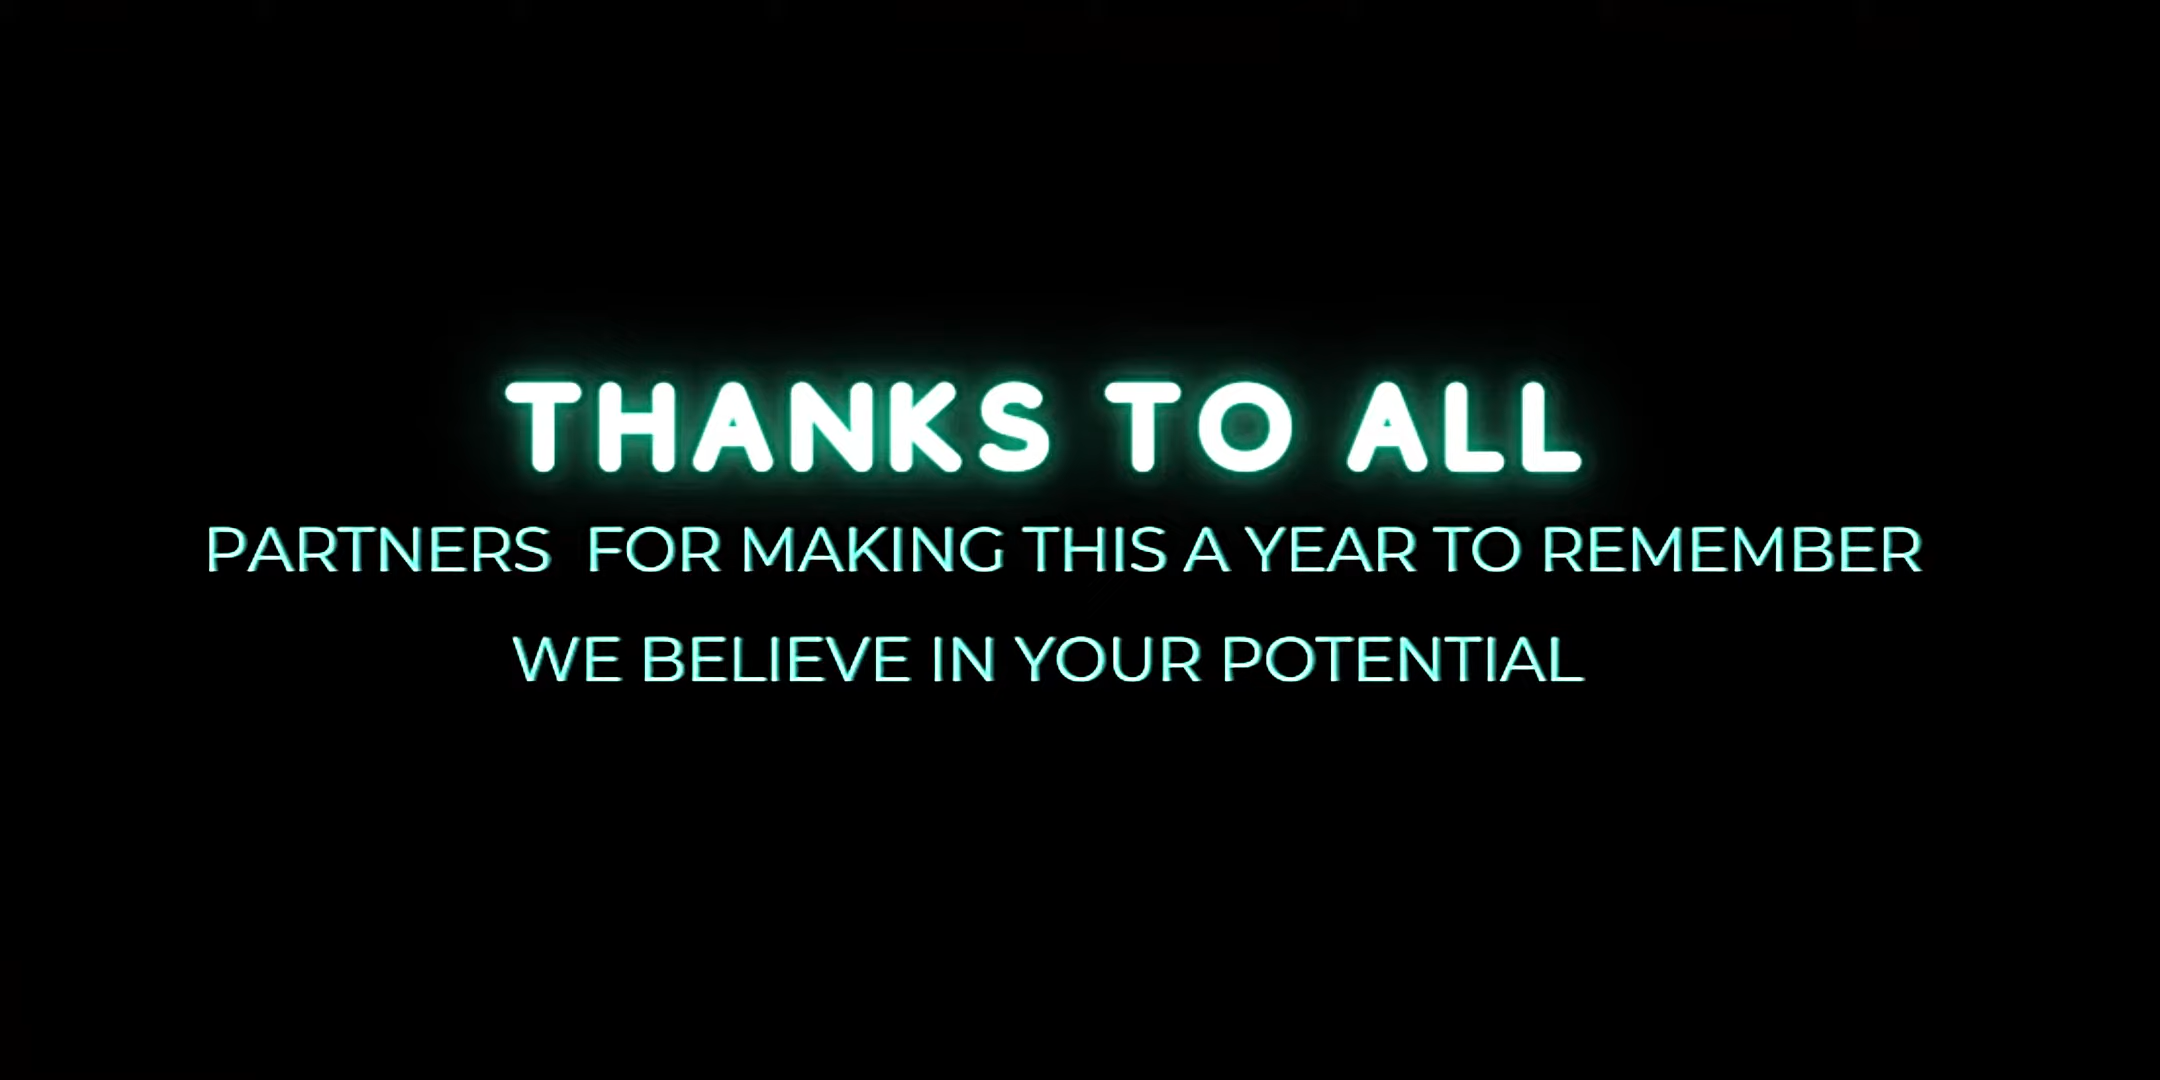 THANKS TO ALL
PARTNERS  FOR MAKING THIS A YEAR TO REMEMBER
WE BELIEVE IN YOUR POTENTIAL